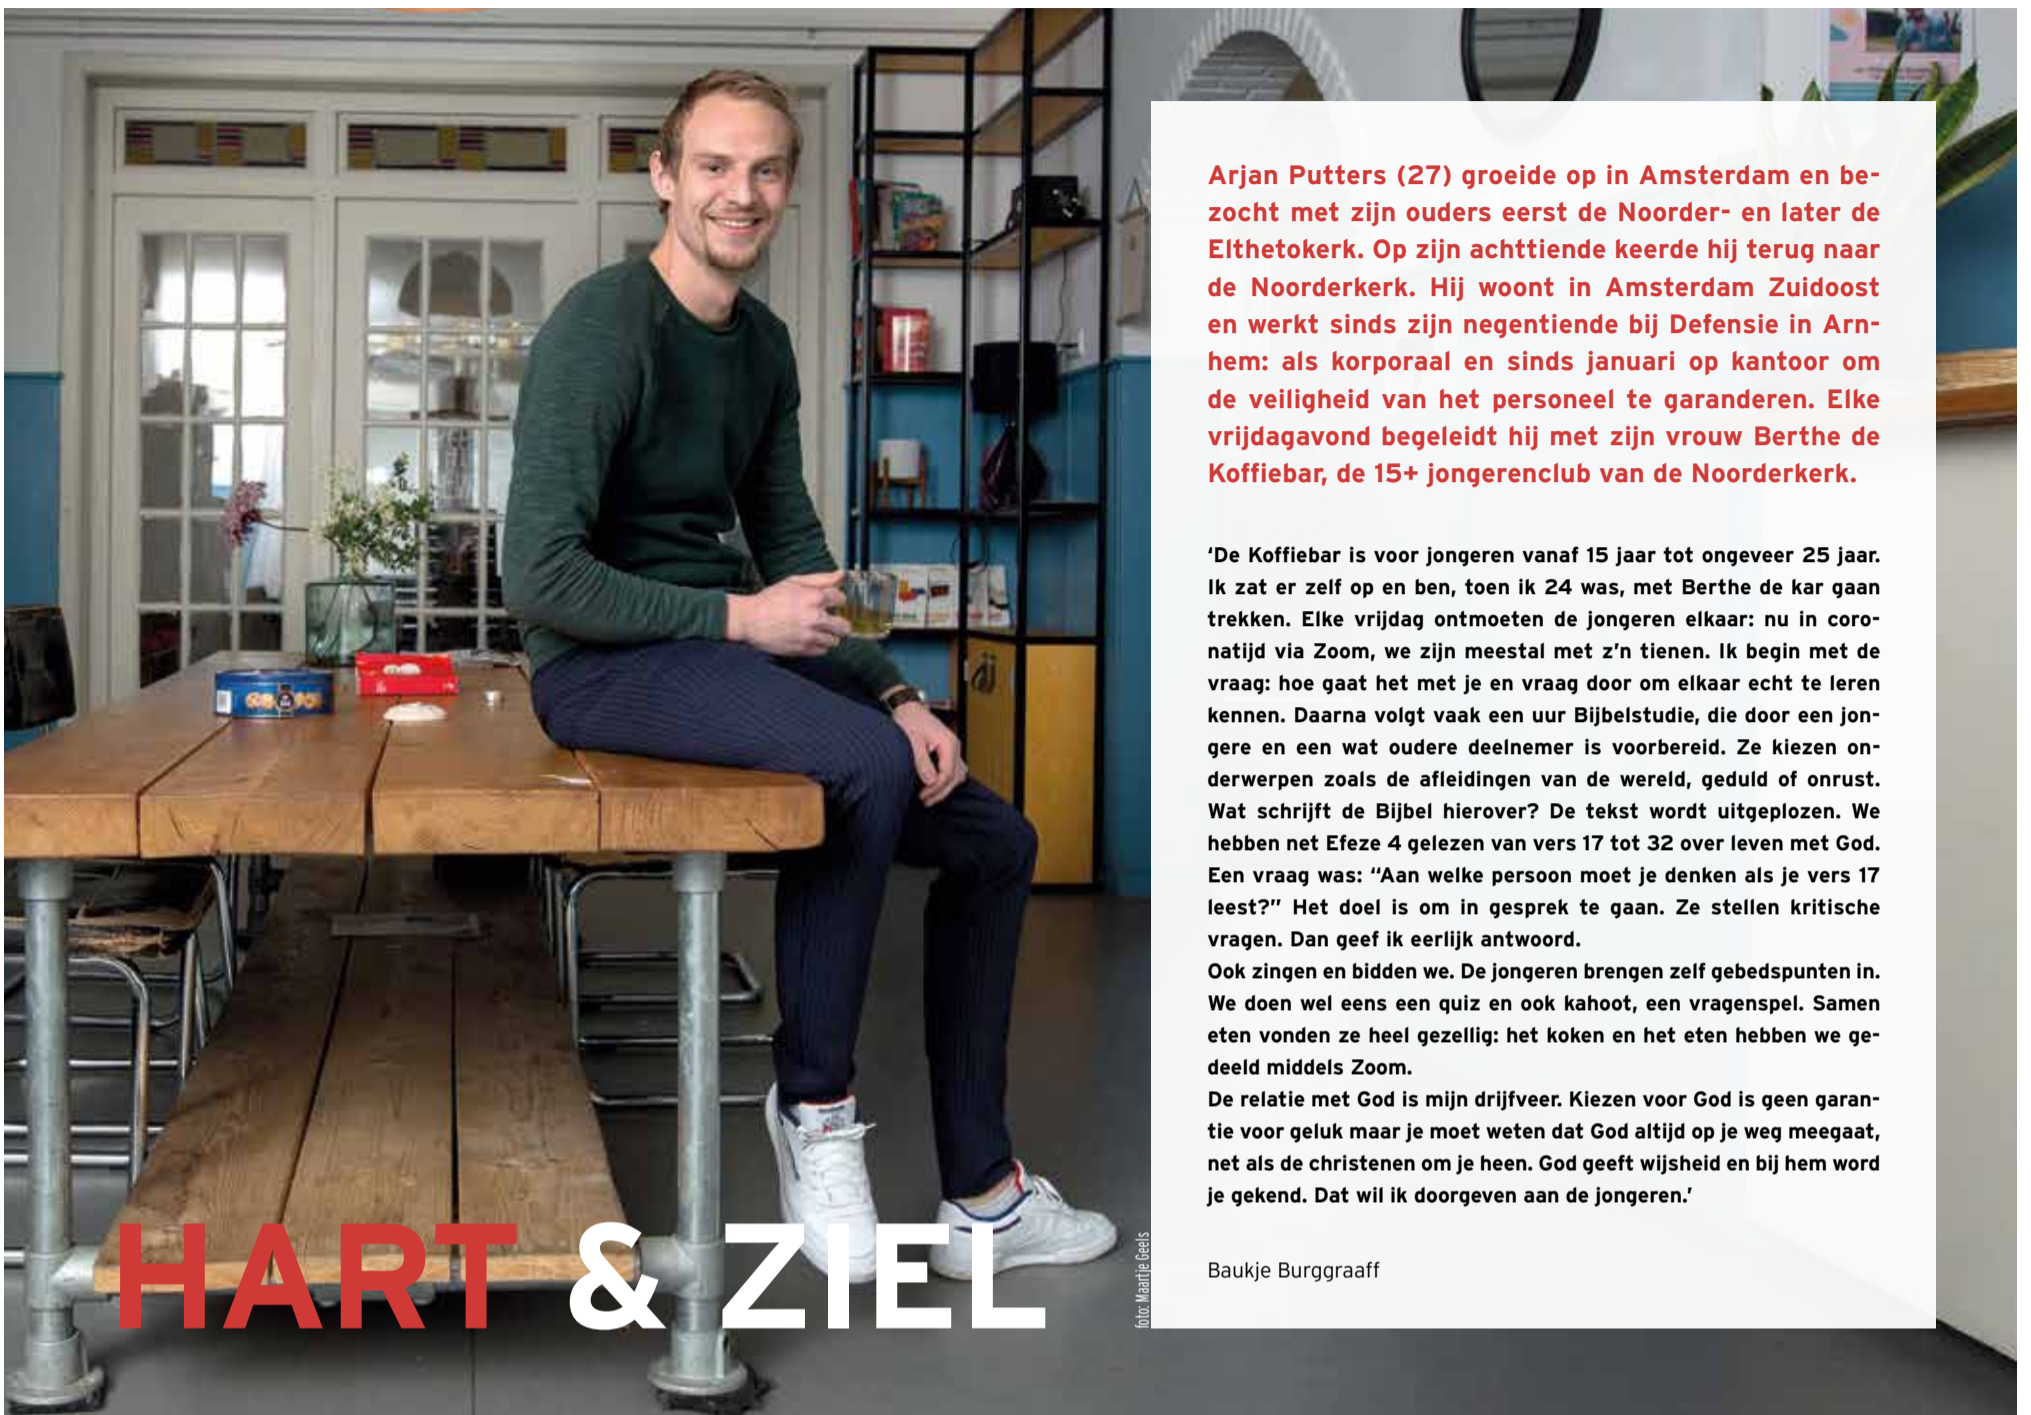 Arjan Putters (27) groeide op in Amsterdam en be-
zocht met zijn ouders eerst de Noorder- en later de
Elthetokerk. Op zijn achttiende keerde hij terug naar
de Noorderkerk. Hij woont in Amsterdam Zuidoost
en werkt sinds zijn negentiende bij Defensie in Arn-
hem: als korporaal en sinds januari op kantoor om
de veiligheid van het personeel te garanderen. Elke
vrijdagavond begeleidt hij met zijn vrouw Berthe de
Koffiebar, de 15+ jongerenclub van de Noorderkerk.
‘De Koffiebar is voor jongeren vanaf 15 jaar tot ongeveer 25 jaar.
Ik zat er zelf op en ben, toen ik 24 was, met Berthe de kar gaan
trekken. Elke vrijdag ontmoeten de jongeren elkaar: nu in coro-
natijd via Zoom, we zijn meestal met z’n tienen. Ik begin met de
vraag: hoe gaat het met je en vraag door om elkaar echt te leren
kennen. Daarna volgt vaak een uur Bijbelstudie, die door een jon-
gere en een wat oudere deelnemer is voorbereid. Ze kiezen on-
derwerpen zoals de afleidingen van de wereld, geduld of onrust.
Wat schrijft de Bijbel hierover? De tekst wordt uitgeplozen. We
hebben net Efeze 4 gelezen van vers 17 tot 32 over leven met God.
Een vraag was: “Aan welke persoon moet je denken als je vers 17
leest?” Het doel is om in gesprek te gaan. Ze stellen kritische
vragen. Dan geef ik eerlijk antwoord.
Ook zingen en bidden we. De jongeren brengen zelf gebedspunten in.
We doen wel eens een quiz en ook kahoot, een vragenspel. Samen
eten vonden ze heel gezellig: het koken en het eten hebben we ge-
deeld middels Zoom.
De relatie met God is mijn drijfveer. Kiezen voor God is geen garan-
tie voor geluk maar je moet weten dat God altijd op je weg meegaat,
net als de christenen om je heen. God geeft wijsheid en bij hem word
je gekend. Dat wil ik doorgeven aan de jongeren.’
Baukje Burggraaff
foto: Maartje Geels
HART & ZIEL